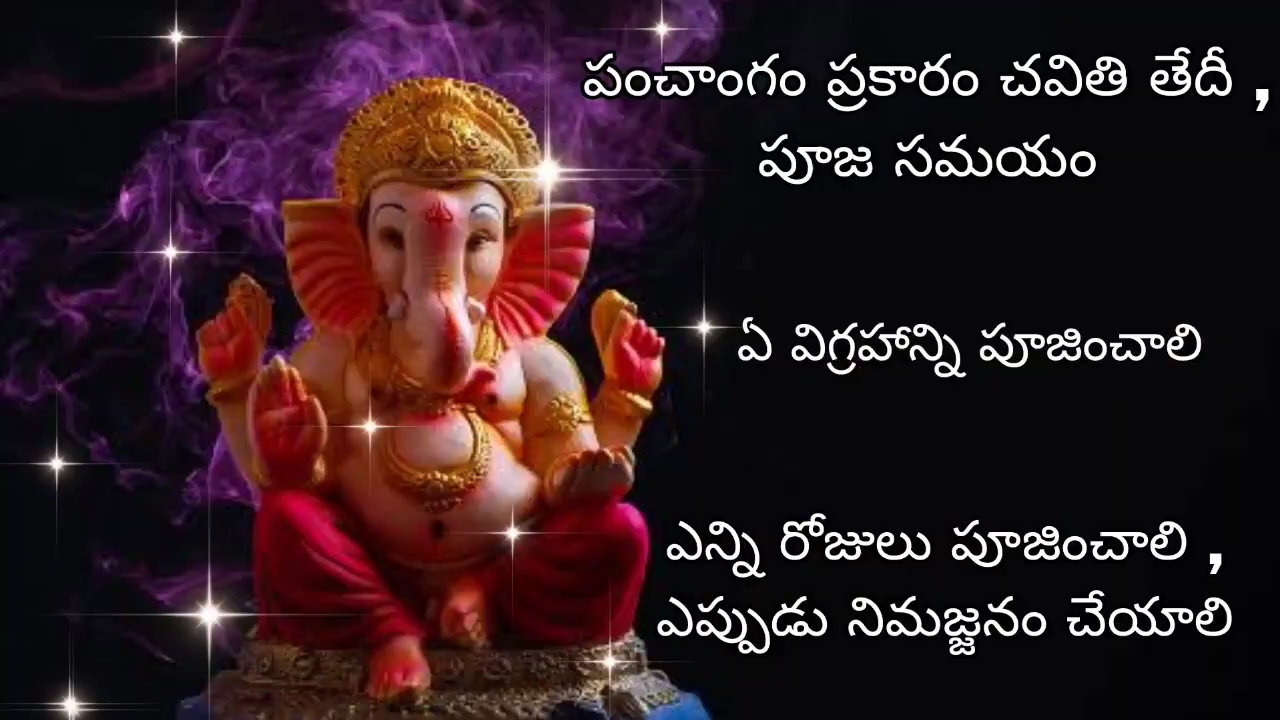 పంచాంగం ప్రకారం చవితి తేదీ ,
పూజ సమయం
ఏ విగ్రహాన్ని పూజించాలి
ఎన్ని రోజులు పూజించాలి ,
ఎప్పుడు నిమజ్జనం చేయాలి